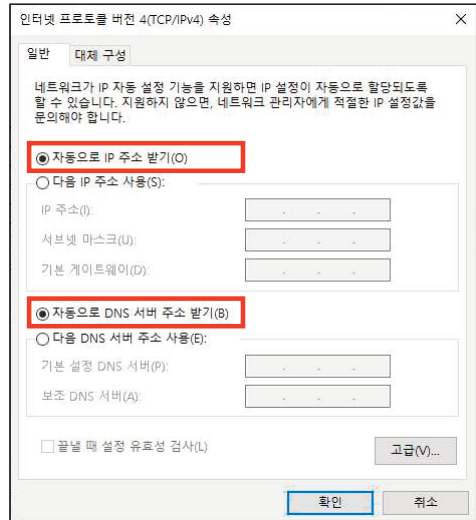 인터넷 프로토콜 버전 4(TCP/IPv4) 속성
일반 대체 구성
네트워크가 IP 자동 설정 기능을 지원하면 IP 설정이 자동으로 할당되도록
할 수 있습니다. 지원하지 않으면, 네트워크 관리자에게 적절한 IP 설정값을
문의해야 합니다.
자동으로 IP 주소 받기(O)
다음 IP 주소 사용(S):
IP 주소(I):
서브넷 마스크(U):
기본 게이트웨이(D):
자동으로 DNS 서버 주소 받기(B)
다음 DNS 서버 주소 사용(E):
기본 설정 DNS 서버(P):
보조 DNS 서버(A):
끝낼 때 설정 유효성 검사(L)
고급(V)...
확인 취소